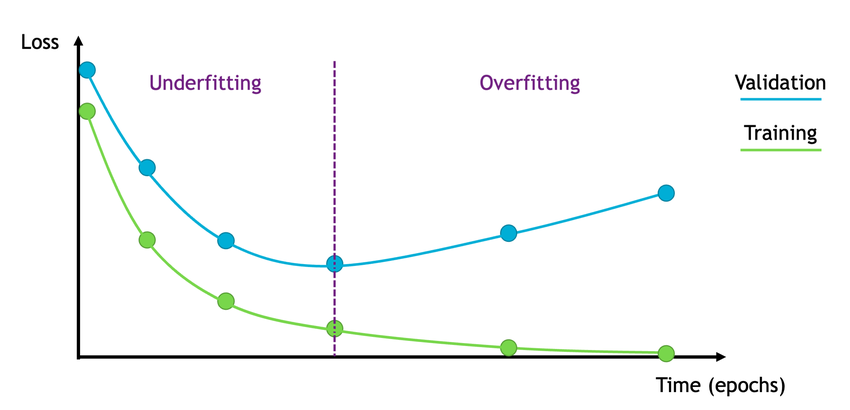 Loss
Underfitting
Overfitting
Validation
Training
Time (epochs)